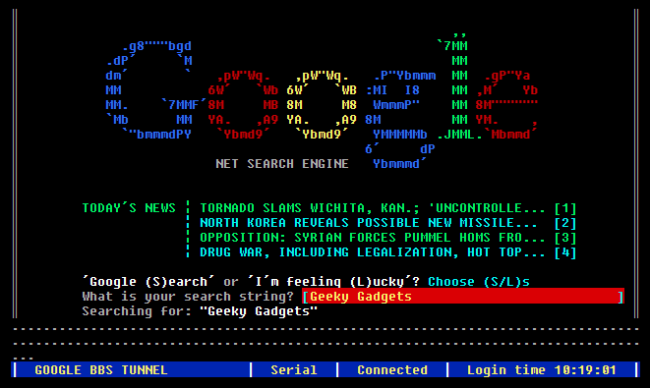 Google
NET SEARCH ENGINE
TODAY'S NEWS ¦ TORNADO SLAMS WICHITA, KAN.; 'UNCONTROLLE... [1]
¦ NORTH KOREA REVEALS POSSIBLE NEW MISSILE... [2]
¦ OPPOSITION: SYRIAN FORCES PUMMEL HOMS FRO... [3]
¦ DRUG WAR, INCLUDING LEGALIZATION, HOT TOP... [4]
'Google (S)earch' or 'I'm feeling (L)ucky'? Choose (S/L)s
What is your search string? [Geeky Gadgets ]
Searching for: "Geeky Gadgets"
| GOOGLE BBS TUNNEL | Serial | Connected | Login time 10:19:01 |